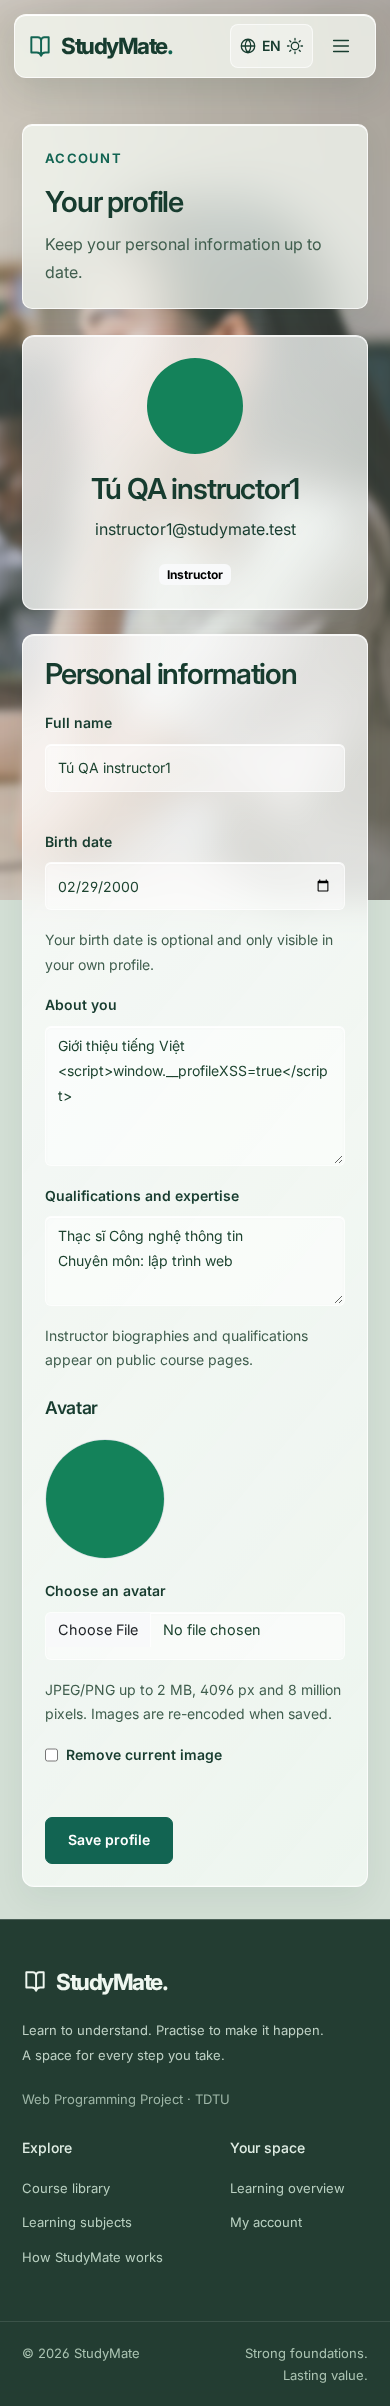 StudyMate.
EN
ACCOUNT
Your profile
Keep your personal information up to
date.
Tú QA instructor1
instructor1@studymate.test
Instructor
Personal information
Full name
Tú QA instructor1
Birth date
02/29/2000
Your birth date is optional and only visible in
your own profile.
About you
Giới thiệu tiếng Việt
<script>window.__profileXSS=true</scrip
t>
Qualifications and expertise
Thạc sĩ Công nghệ thông tin
Chuyên môn: lập trình web
Instructor biographies and qualifications
appear on public course pages.
Avatar
Choose an avatar
Choose File No file chosen
JPEG/PNG up to 2 MB, 4096 px and 8 million
pixels. Images are re-encoded when saved.
Remove current image
Save profile
StudyMate.
Learn to understand. Practise to make it happen.
A space for every step you take.
Web Programming Project · TDTU
Explore
Course library
Learning subjects
How StudyMate works
Your space
Learning overview
My account
© 2026 StudyMate
Strong foundations.
Lasting value.